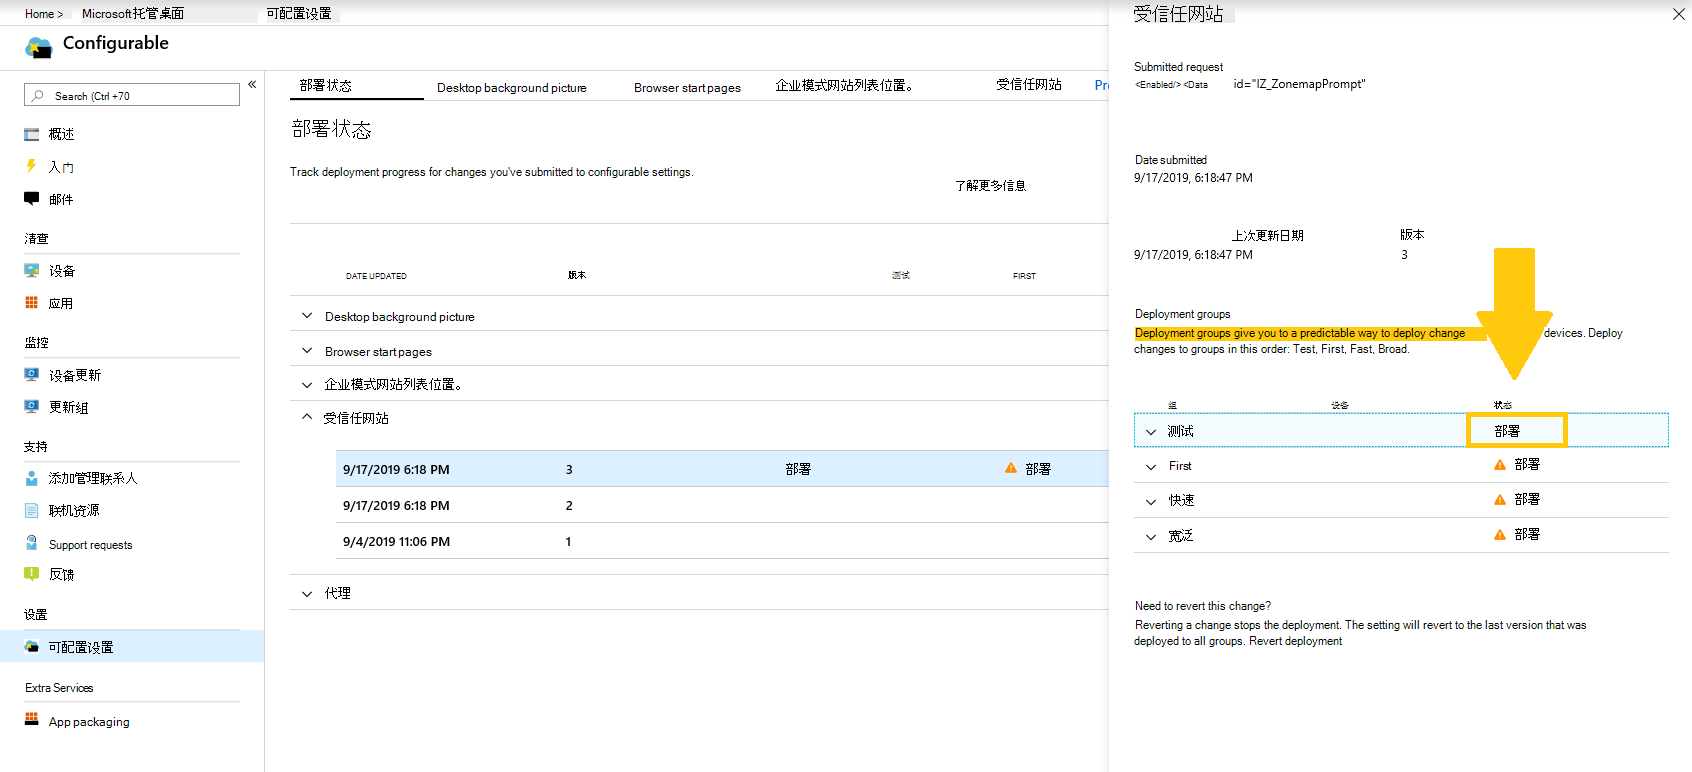 Home >
Microsoft托管桌面
可配置设置
Configurable
Search (Ctrl +70
«
概述
入门
邮件
清查
设备
应用
监控
设备更新
更新组
支持
添加管理联系人
联机资源
Support requests
反馈
设置
可配置设置
Extra Services
App packaging
部署状态
Desktop background picture
Browser start pages
企业模式网站列表位置。
受信任网站
Pr
部署状态
Track deployment progress for changes you've submitted to configurable settings.
了解更多信息
DATE UPDATED 版本 测试 FIRST
Desktop background picture
Browser start pages
企业模式网站列表位置。
受信任网站
9/17/2019 6:18 PM 3 部署 部署
9/17/2019 6:18 PM 2
9/4/2019 11:06 PM 1
代理
受信任网站
Submitted request
<Enabled/> <Data id="IZ_ZonemapPrompt"
Date submitted
9/17/2019, 6:18:47 PM
上次更新日期 版本
9/17/2019, 6:18:47 PM 3
Deployment groups
Deployment groups give you to a predictable way to deploy change devices. Deploy
changes to groups in this order: Test, First, Fast, Broad.
组 设备 状态
测试 部署
First 部署
快速 部署
宽泛 部署
Need to revert this change?
Reverting a change stops the deployment. The setting will revert to the last version that was
deployed to all groups. Revert deployment